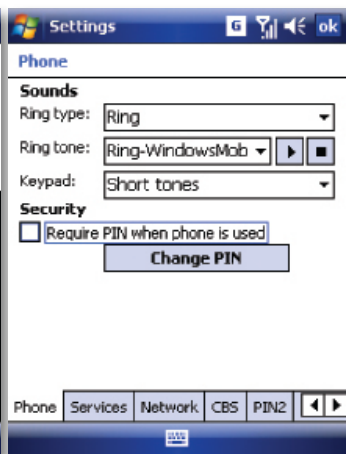 Settings G ok
Phone
Sounds
Ring type: Ring
Ring tone: Ring-WindowsMob
Keypad: Short tones
Security
Require PIN when phone is used
Change PIN
Phone Services Network CBS PIN2